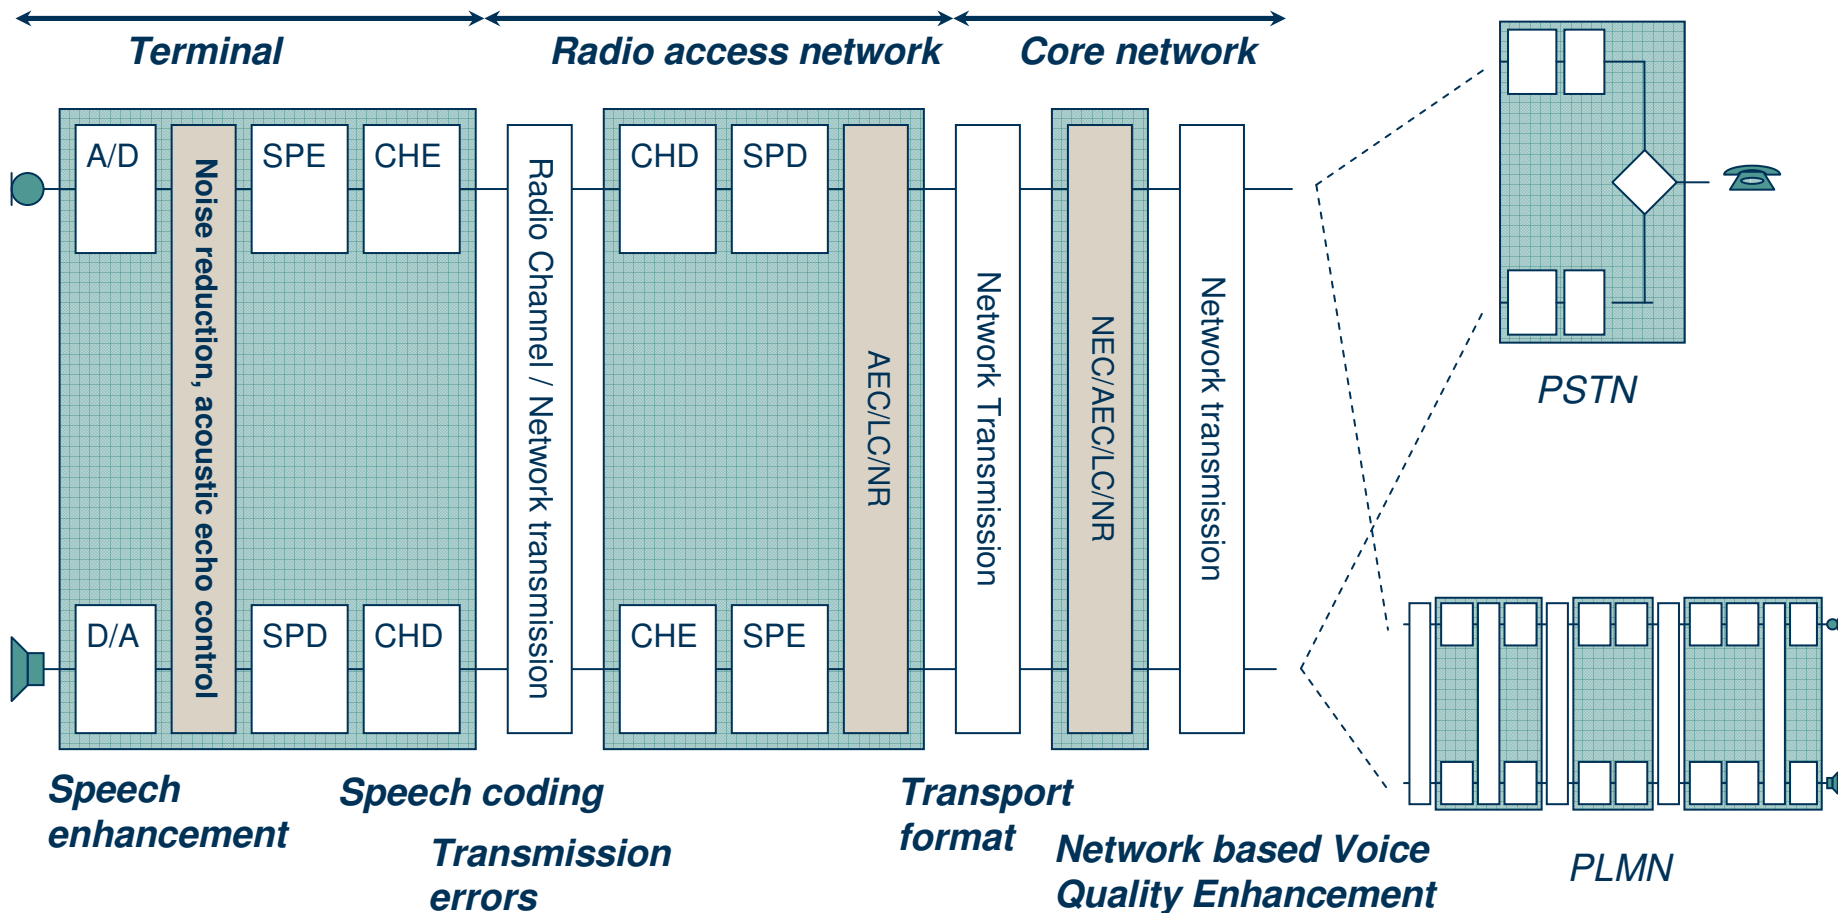 Terminal
Radio access network
Core network
A/D
Noise reduction, acoustic echo control
SPE
CHE
Radio Channel / Network transmission
CHD
SPD
AEC/LC/NR
Network Transmission
NEC/AEC/LC/NR
Network transmission
D/A
SPD
CHD
CHE
SPE
PSTN
PLMN
Speech
enhancement
Speech coding
Transmission
errors
Transport
format
Network based Voice
Quality Enhancement